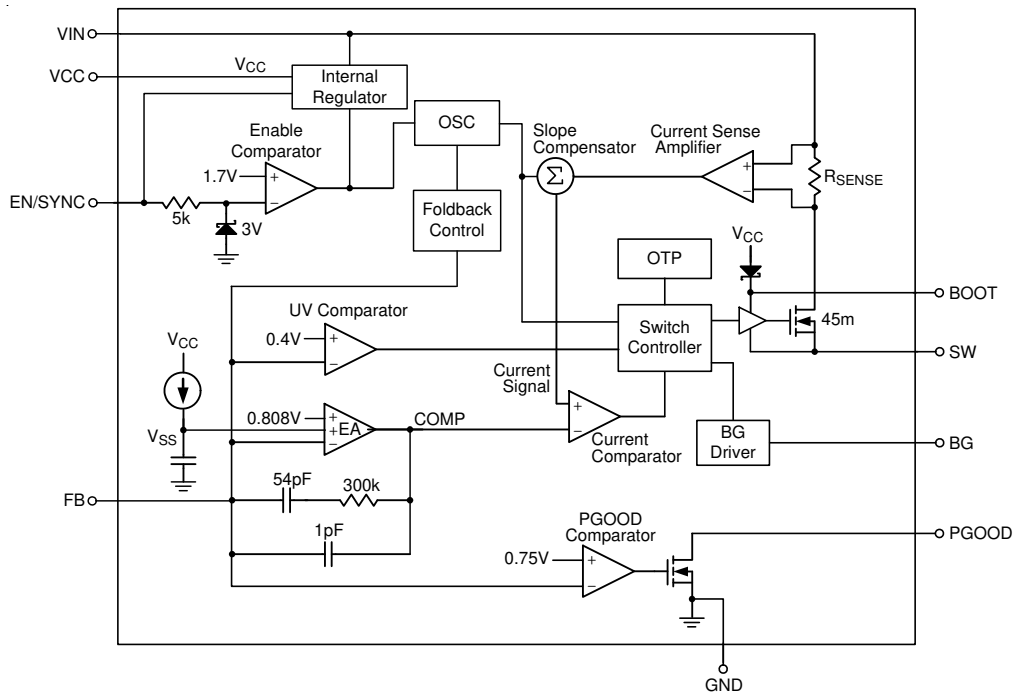 VIN
VCC
VCC
Internal
Regulator
OSC
Slope
Compensator
Current Sense
Amplifier
Enable
Comparator
1.7V
+
−
EN/SYNC
5k
3V
Foldback
Control
Σ
+
−
RSENSE
OTP
VCC
BOOT
UV Comparator
0.4V
+
−
Switch
Controller
45m
SW
VCC
Current
Signal
0.808V
+
+EA
−
COMP
+
−
Current
Comparator
BG
Driver
BG
VSS
FB
54pF
300k
1pF
PGOOD
Comparator
0.75V
+
−
PGOOD
GND